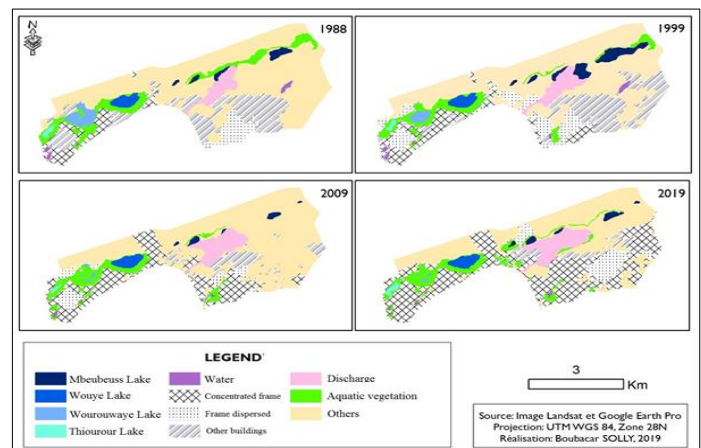 N
1988
1999
2009
2019
LEGEND'
Mbeubeuss Lake
Wouye Lake
Wourouwaye Lake
Thiourour Lake
Water
Concentrated frame
Frame dispersed
Other buildings
Discharge
Aquatic vegetation
Others
3
Km
Source: Image Landsat et Google Earth Pro
Projection: UTM WGS 84, Zone 28N
Réalisation: Boubacar SOLLY, 2019